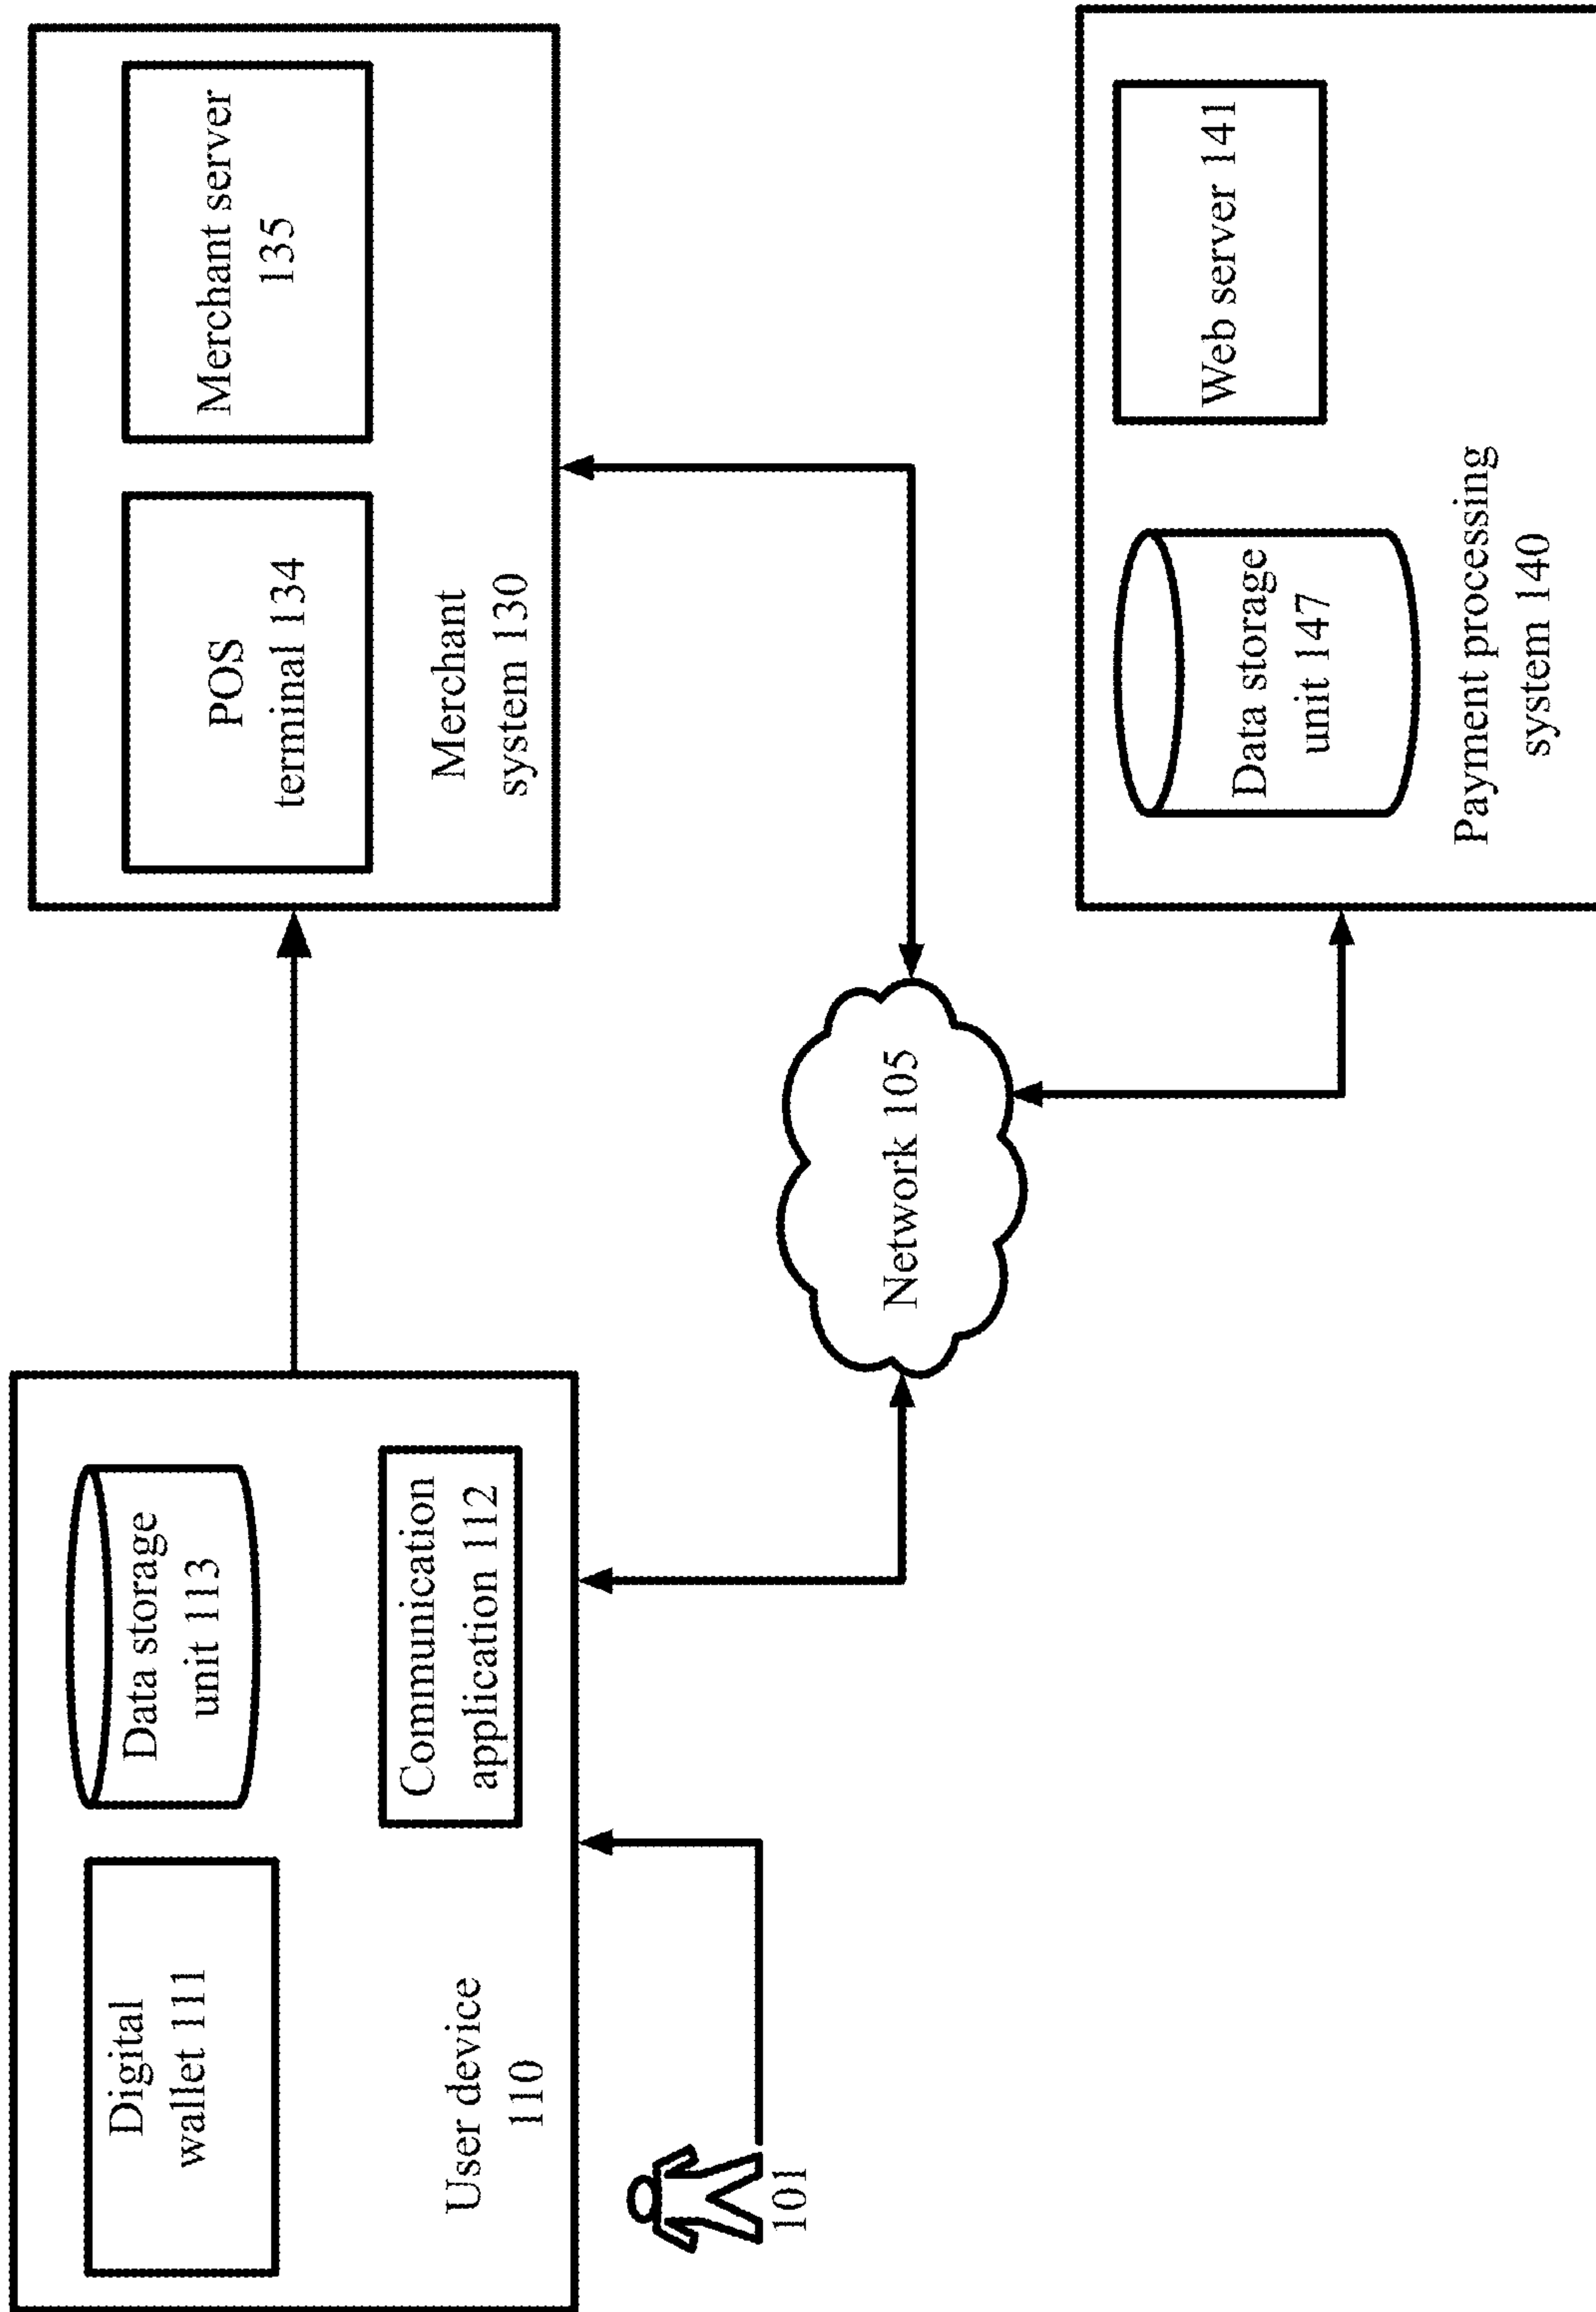 Digital
wallet 111
Data storage
unit 113
Communication
application 112
User device
110
101
POS
terminal 134
Merchant server
135
Merchant
system 130
Network 105
Data storage
unit 147
Web server 141
Payment processing
system 140